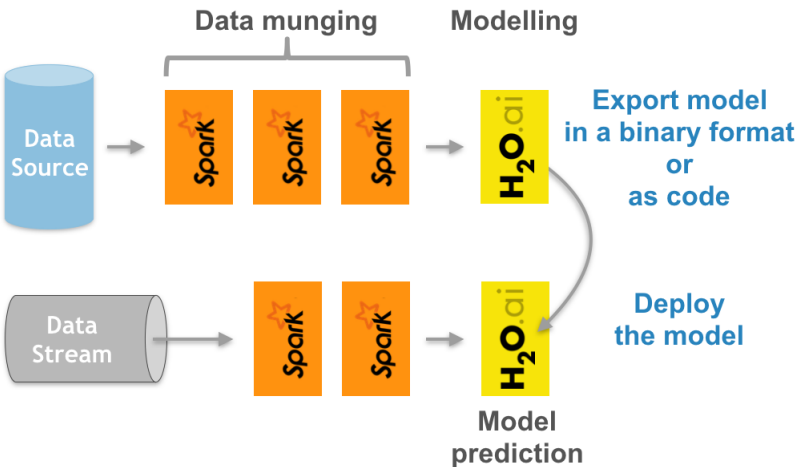 Data munging
Modelling
Data
Source
Spark
Spark
Spark
H2O.ai
Export model
in a binary format
or
as code
Data
Stream
Spark
Spark
H2O.ai
Deploy
the model
Model
prediction